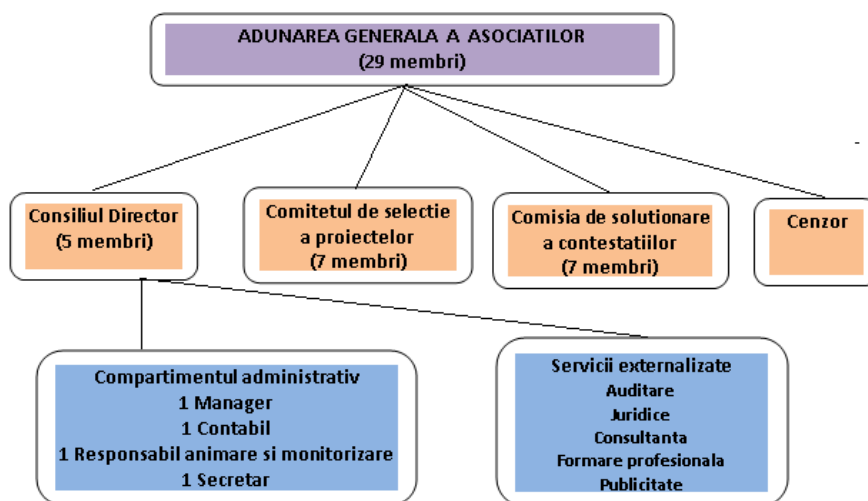 ADUNAREA GENERALA A ASOCIATILOR
(29 membri)
Consiliul Director
(5 membri)
Comitetul de selectie
a proiectelor
(7 membri)
Comisia de solutionare
a contestatiilor
(7 membri)
Cenzor
Compartimentul administrativ
1 Manager
1 Contabil
1 Responsabil animare si monitorizare
1 Secretar
Servicii externalizate
Auditare
Juridice
Consultanta
Formare profesionala
Publicitate